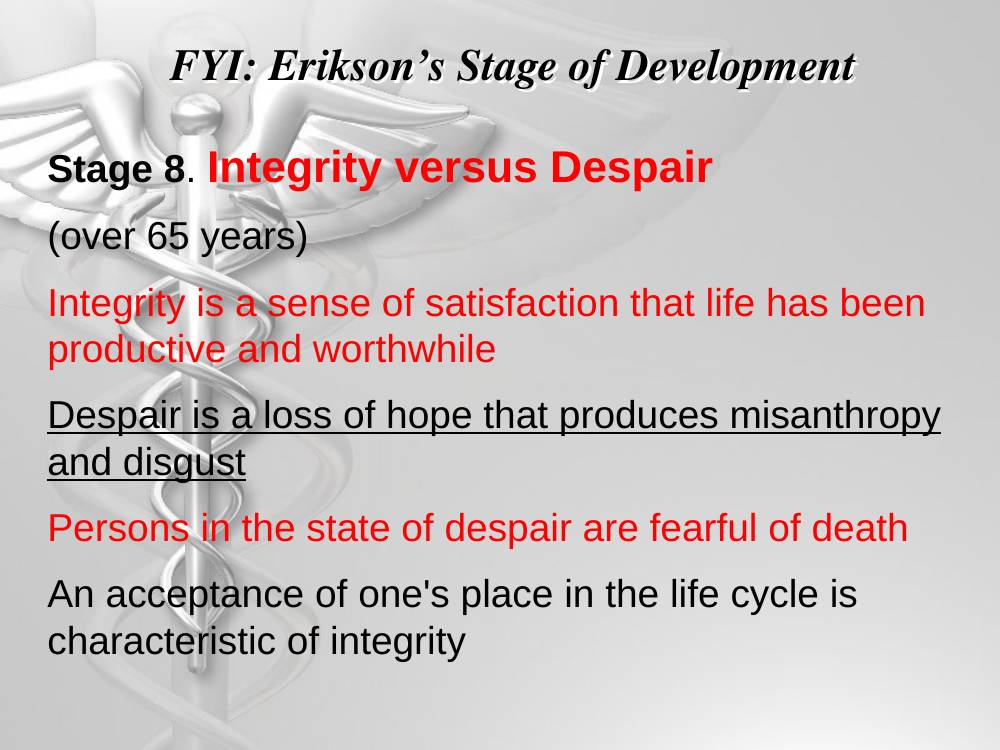 FYI: Erikson’s Stage of Development
Stage 8. Integrity versus Despair
(over 65 years)
Integrity is a sense of satisfaction that life has been
productive and worthwhile
Despair is a loss of hope that produces misanthropy
and disgust
Persons in the state of despair are fearful of death
An acceptance of one's place in the life cycle is
characteristic of integrity